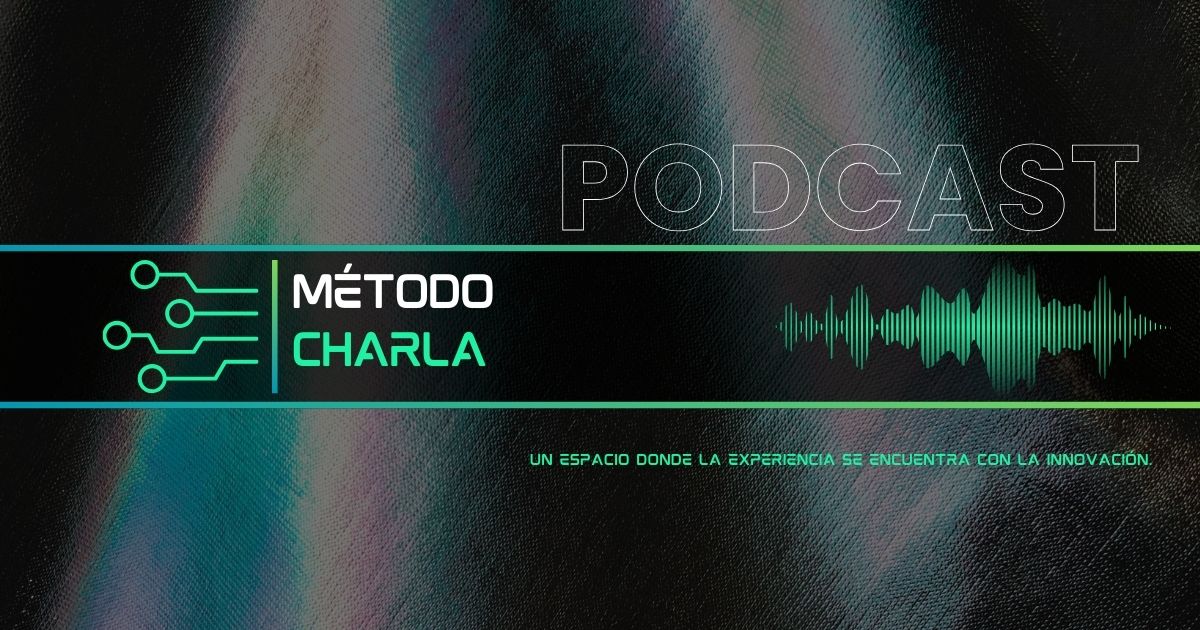 PODCAST
MÉTODO
CHARLA
UN ESPACIO DONDE LA EXPERIENCIA SE ENCUENTRA CON LA INNOVACIÓN.